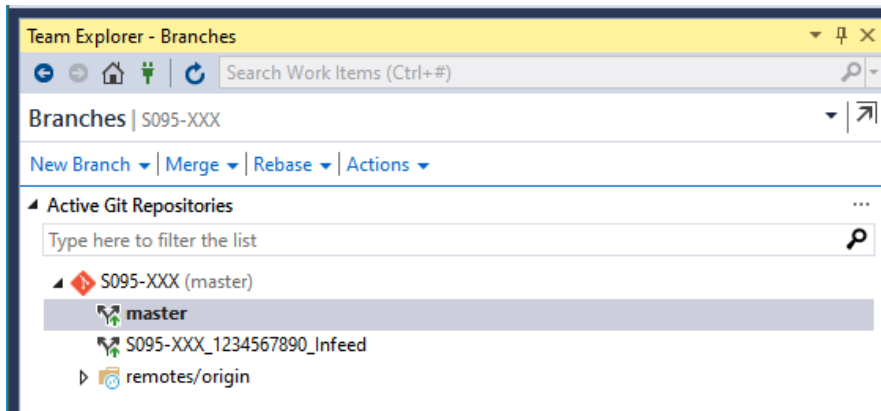 Team Explorer - Branches
Search Work Items (Ctrl+#)
Branches | S095-XXX
New Branch | Merge | Rebase | Actions
Active Git Repositories
Type here to filter the list
S095-XXX (master)
master
S095-XXX_1234567890_Infeed
remotes/origin